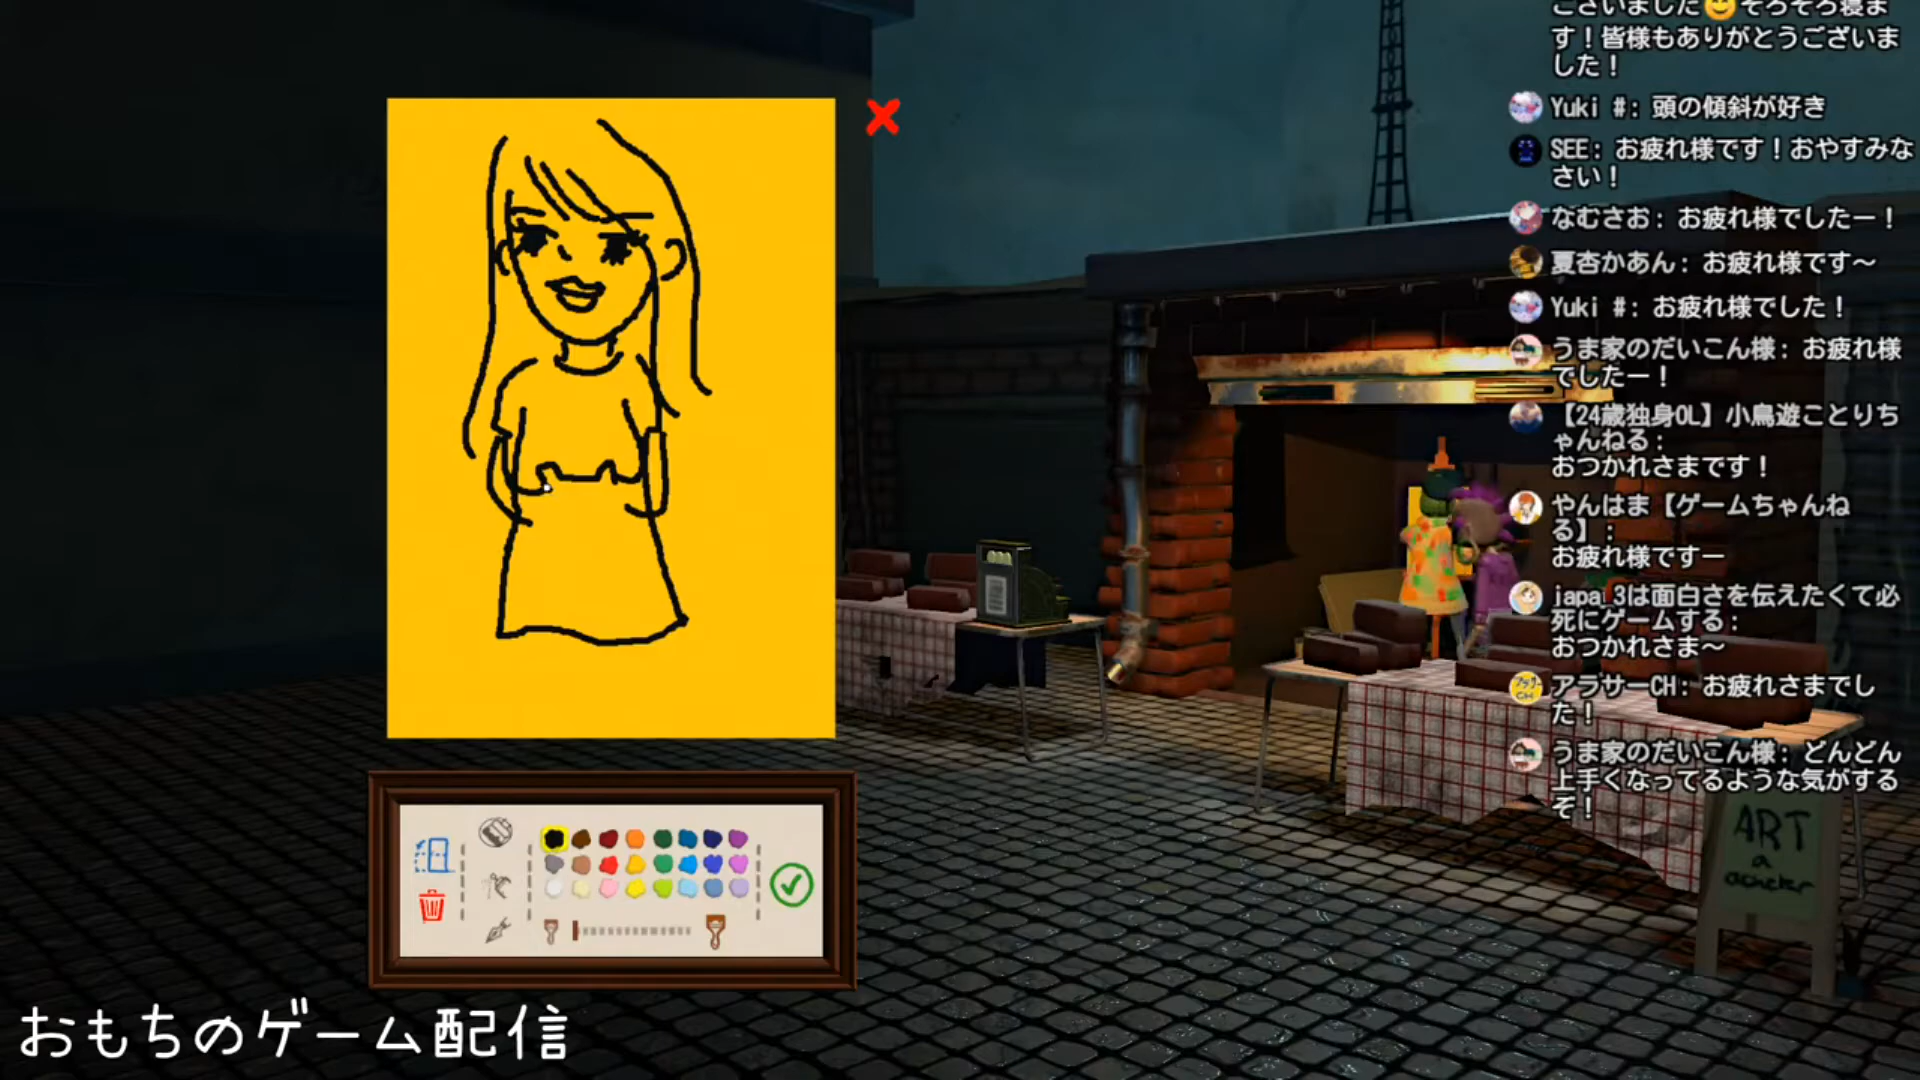 ございました😊そろそろ寝ま
す！皆様もありがとうございま
した！
Yuki #: 頭の傾斜が好き
SEE: お疲れ様です！おやすみな
さい！
なむさお: お疲れ様でしたー！
夏杏かあん: お疲れ様です〜
Yuki #: お疲れ様でした！
うま家のだいこん様: お疲れ様
でしたー！
【24歳独身OL】小鳥遊ことりち
ゃんねる:
おつかれさまです！
やんはま【ゲームちゃんね
る】:
お疲れ様ですー
japa13は面白さを伝えたくて必
死にゲームする:
おつかれさま〜
アラサーCH: お疲れさまでし
た！
うま家のだいこん様: どんどん
上手くなってるような気がする
ぞ！
ART
a
acheter
おもちのゲーム配信